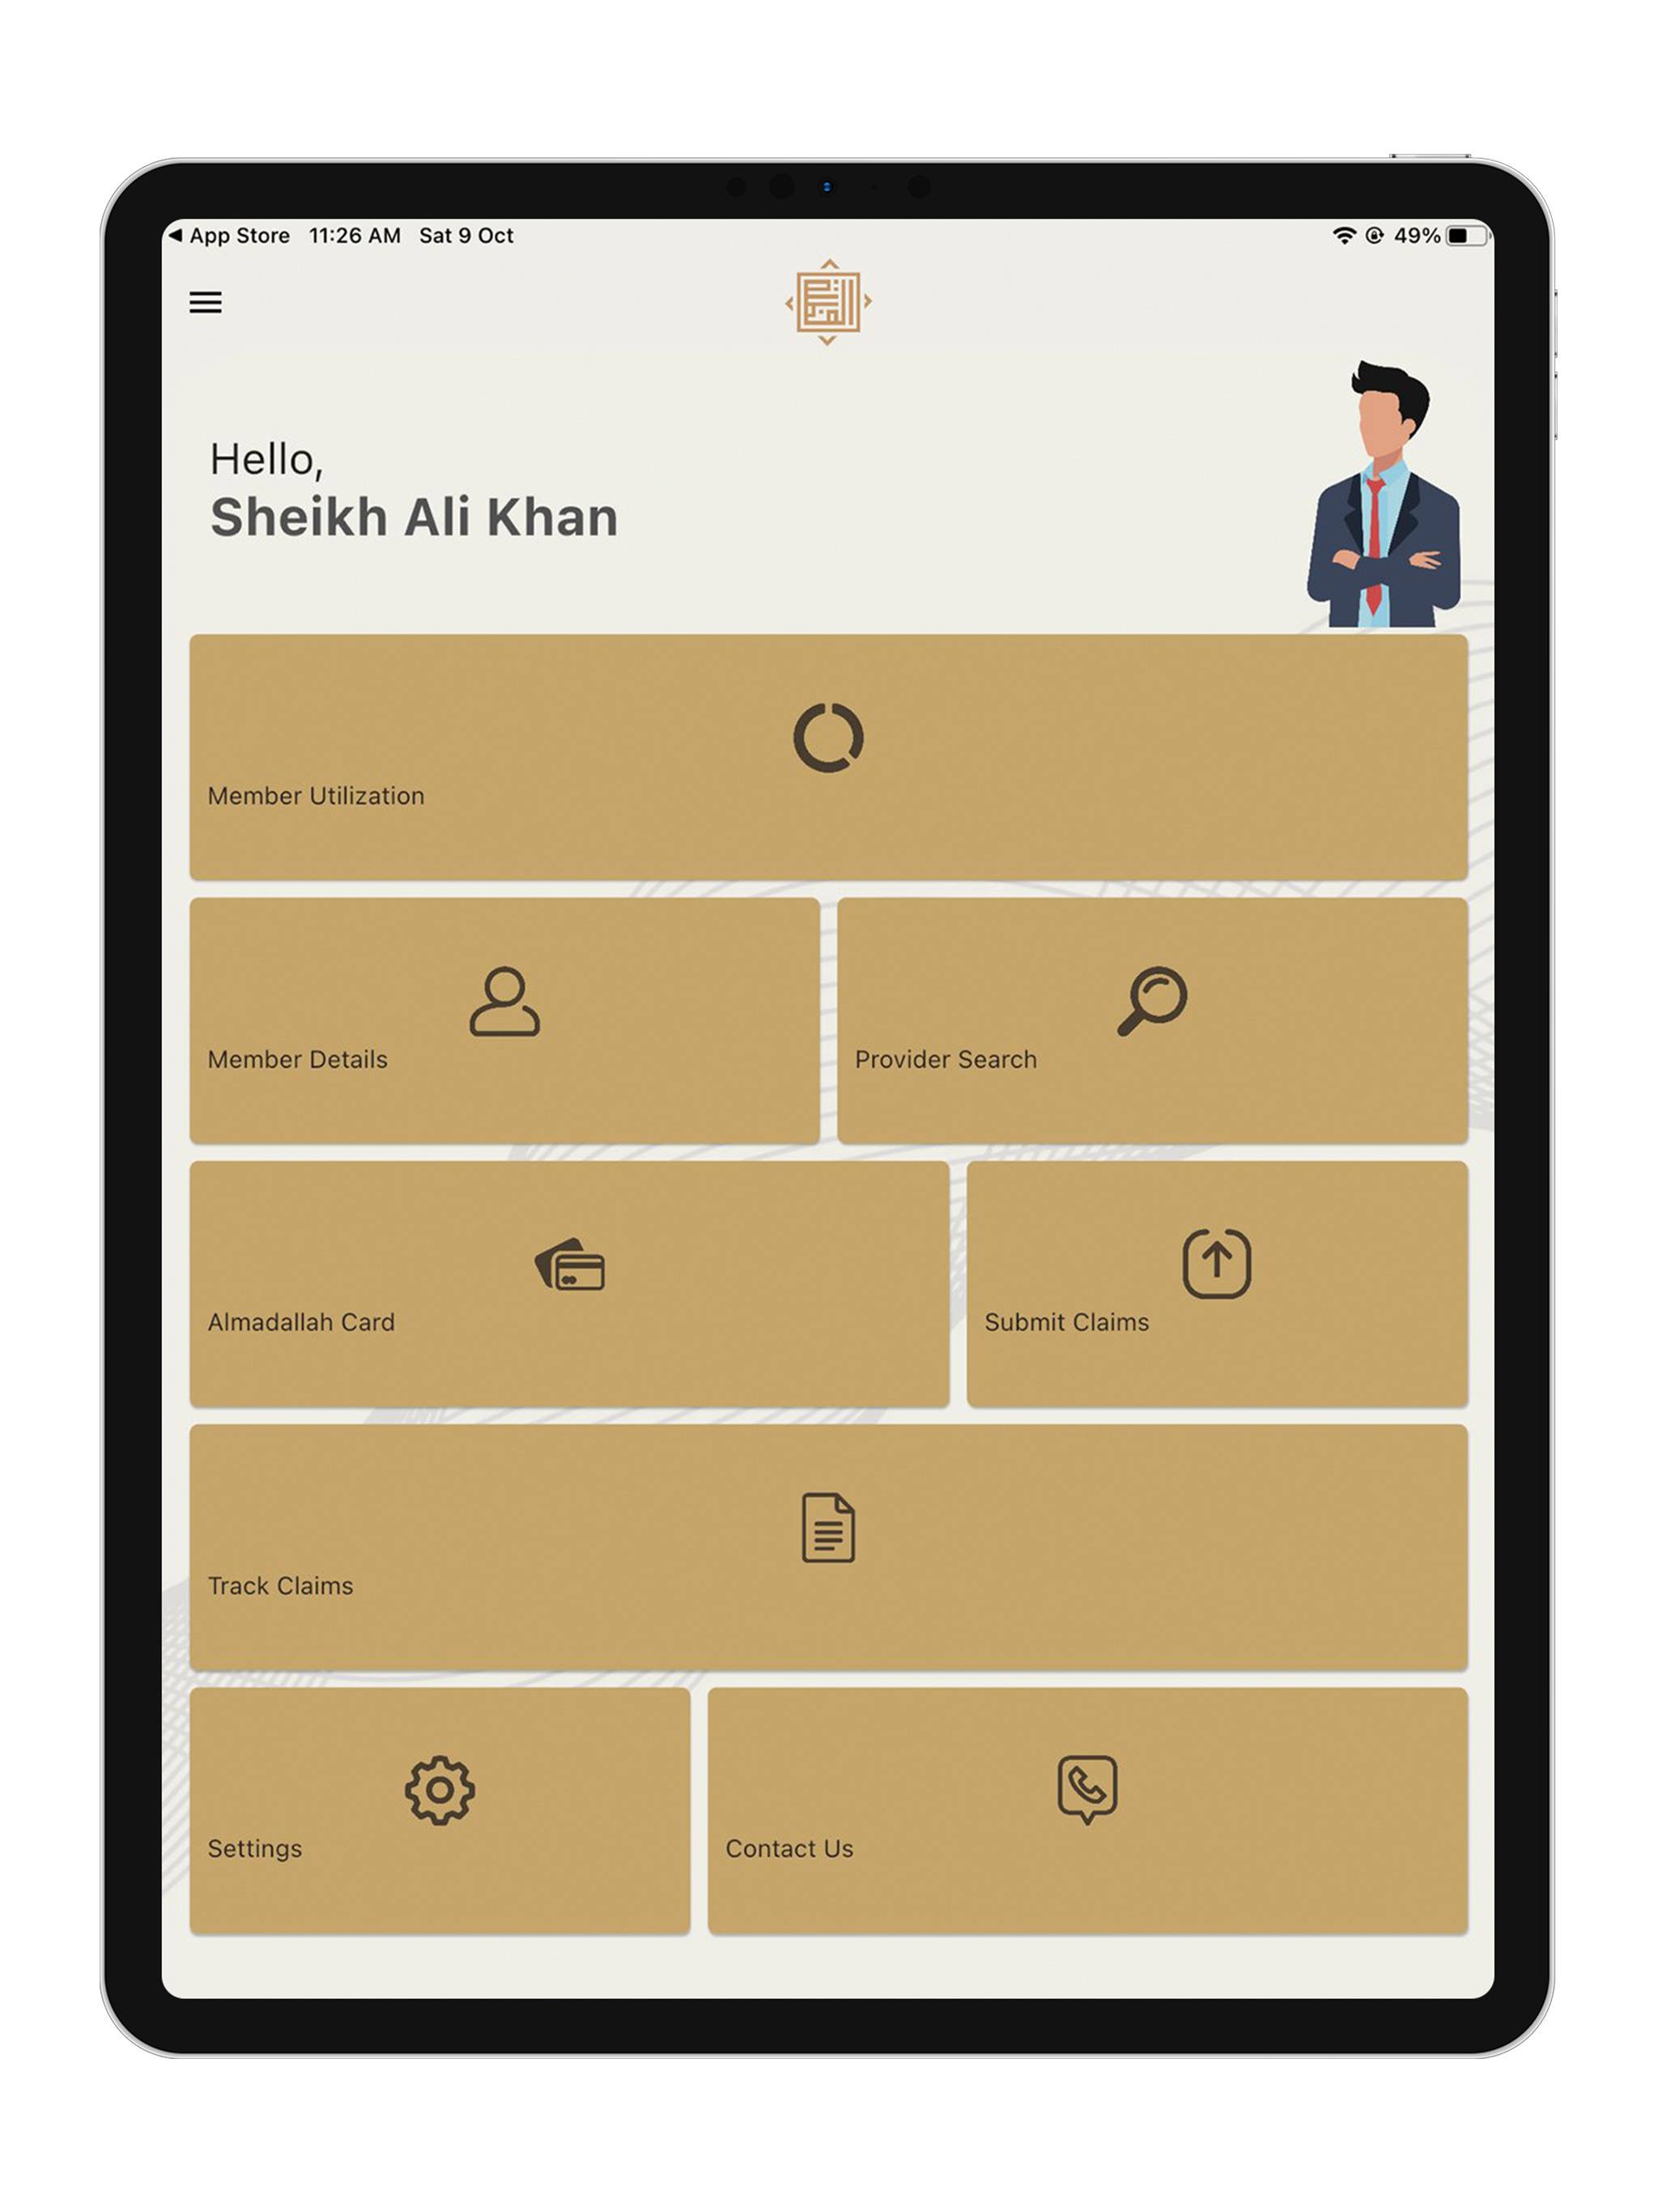 App Store 11:26 AM Sat 9 Oct 49%
Hello,
Sheikh Ali Khan
Member Utilization
Member Details
Provider Search
Almadallah Card
Submit Claims
Track Claims
Settings
Contact Us